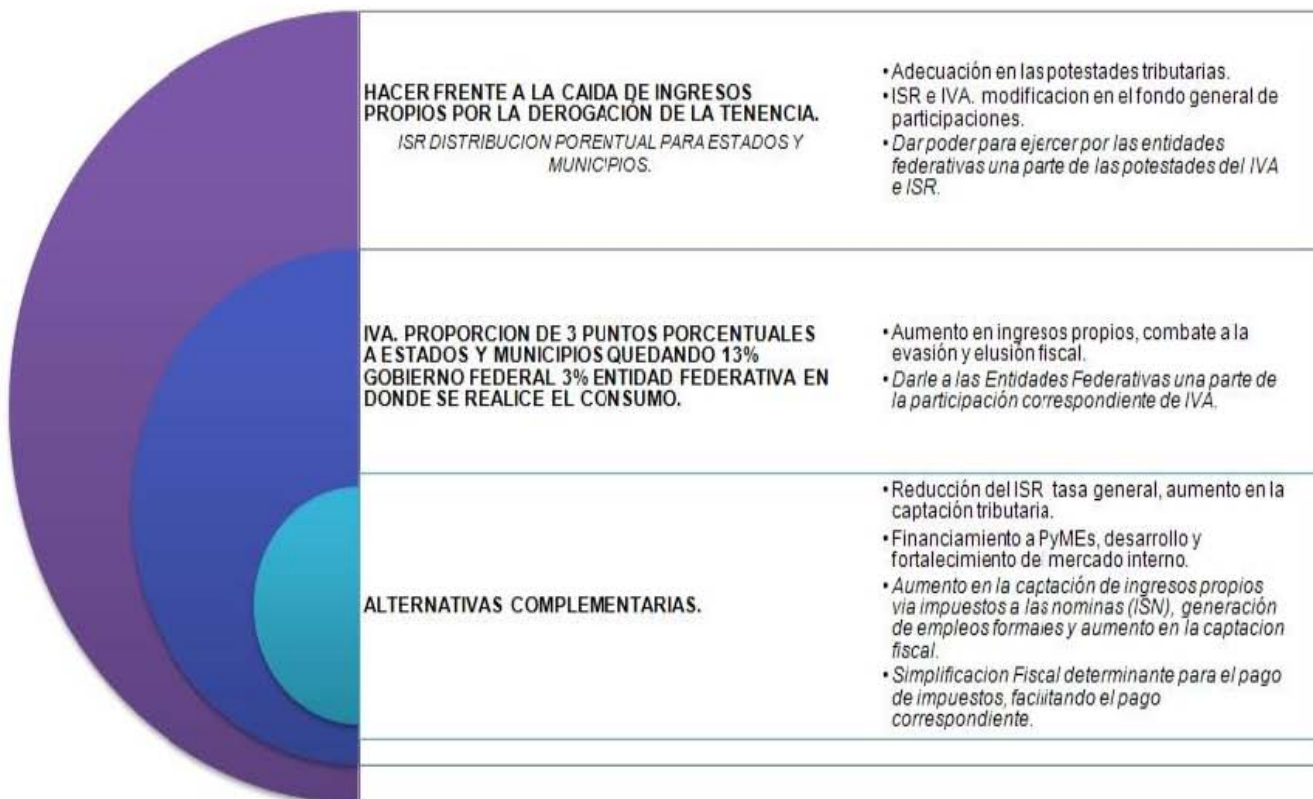 HACER FRENTE A LA CAIDA DE INGRESOS
PROPIOS POR LA DEROGACIÓN DE LA TENENCIA.
ISR DISTRIBUCION PORENTUAL PARA ESTADOS Y
MUNICIPIOS.
• Adecuación en las potestades tributarias.
• ISR e IVA. modificacion en el fondo general de
participaciones.
• Dar poder para ejercer por las entidades
federativas una parte de las potestades del IVA
e ISR.
IVA. PROPORCION DE 3 PUNTOS PORCENTUALES
A ESTADOS Y MUNICIPIOS QUEDANDO 13%
GOBIERNO FEDERAL 3% ENTIDAD FEDERATIVA EN
DONDE SE REALICE EL CONSUMO.
• Aumento en ingresos propios, combate a la
evasión y elusión fiscal.
• Darle a las Entidades Federativas una parte de
la participación correspondiente de IVA.
ALTERNATIVAS COMPLEMENTARIAS.
• Reducción del ISR tasa general, aumento en la
captación tributaria.
• Financiamiento a PyMEs, desarrollo y
fortalecimiento de mercado interno.
• Aumento en la captación de ingresos propios
via impuestos a las nominas (ISN), generación
de empleos formales y aumento en la captacion
fiscal.
• Simplificacion Fiscal determinante para el pago
de impuestos, facilitando el pago
correspondiente.